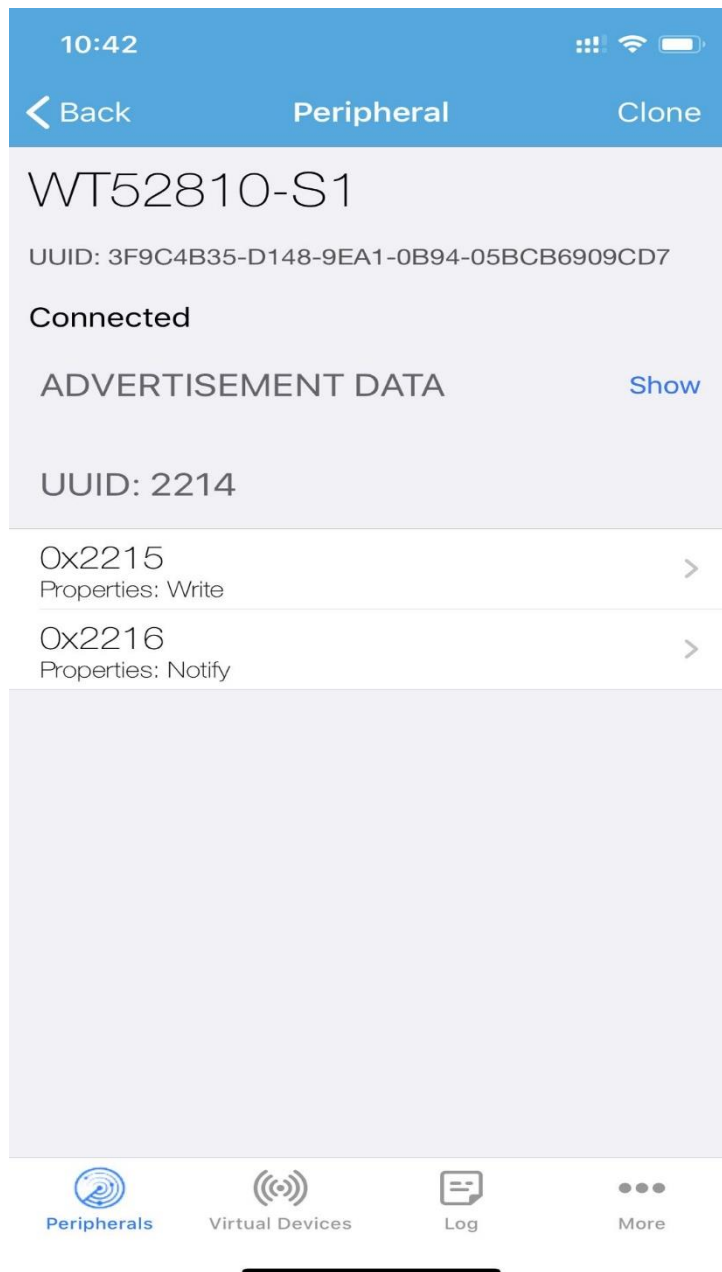 10:42
Back Peripheral Clone
WT52810-S1
UUID: 3F9C4B35-D148-9EA1-0B94-05BCB6909CD7
Connected
ADVERTISEMENT DATA Show
UUID: 2214
0x2215
Properties: Write
0x2216
Properties: Notify
Peripherals Virtual Devices Log More